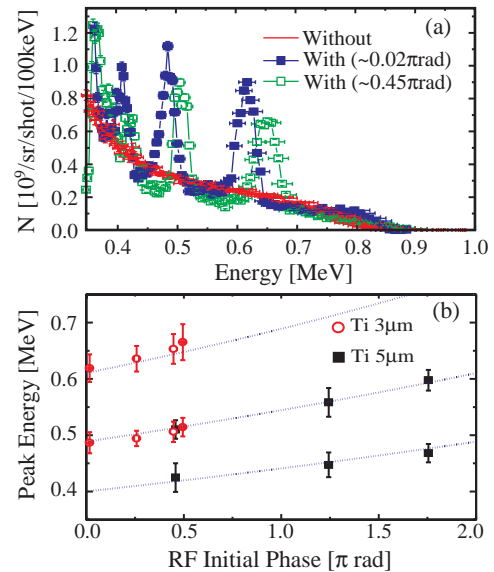 (a)
Without
With (~0.02πrad)
With (~0.45πrad)
N [10⁹/sr/shot/100keV]
1.2
1.0
0.8
0.6
0.4
0.2
0.0
0.4 0.5 0.6 0.7 0.8 0.9 1.0
Energy [MeV]
(b)
Ti 3μm
Ti 5μm
Peak Energy [MeV]
0.7
0.6
0.5
0.4
0.0 0.5 1.0 1.5 2.0
RF Initial Phase [π rad]